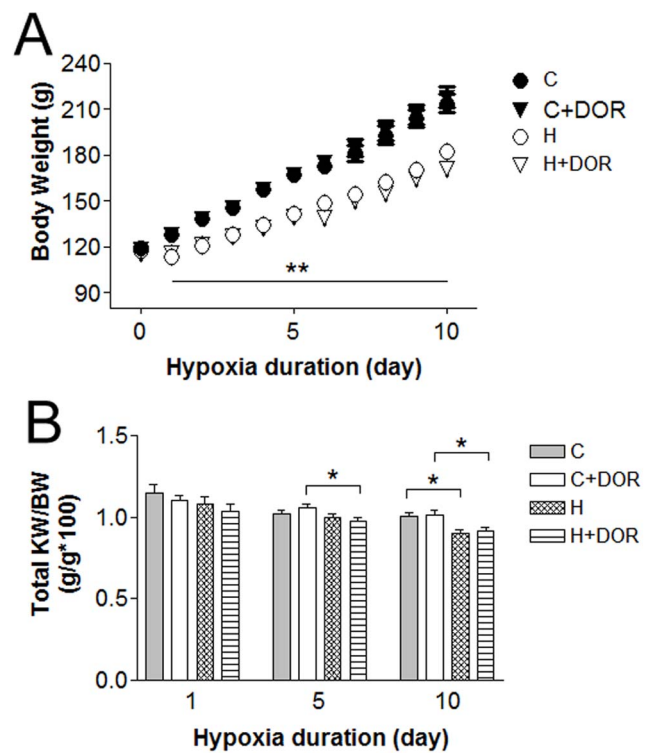 A
240
210
180
150
120
90
Body Weight (g)
**
0 5 10
Hypoxia duration (day)
C
C+DOR
H
H+DOR
B
1.5
1.0
0.5
0.0
Total KW/BW
(g/g*100)
*
*
*
1 5 10
Hypoxia duration (day)
C
C+DOR
H
H+DOR